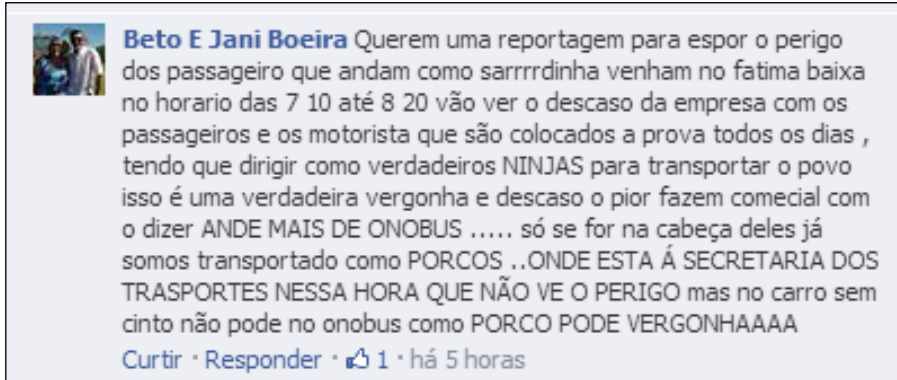 Beto E Jani Boeira Querem uma reportagem para espor o perigo
dos passageiro que andam como sarrrrdinha venham no fatima baixa
no horario das 7 10 até 8 20 vão ver o descaso da empresa com os
passageiros e os motorista que são colocados a prova todos os dias ,
tendo que dirigir como verdadeiros NINJAS para transportar o povo
isso é uma verdadeira vergonha e descaso o pior fazem comecial com
o dizer ANDE MAIS DE ONOBUS ..... só se for na cabeça deles já
somos transportado como PORCOS ..ONDE ESTA Á SECRETARIA DOS
TRASPORTES NESSA HORA QUE NÃO VE O PERIGO mas no carro sem
cinto não pode no onobus como PORCO PODE VERGONHAAAA
Curtir · Responder · 1 · há 5 horas